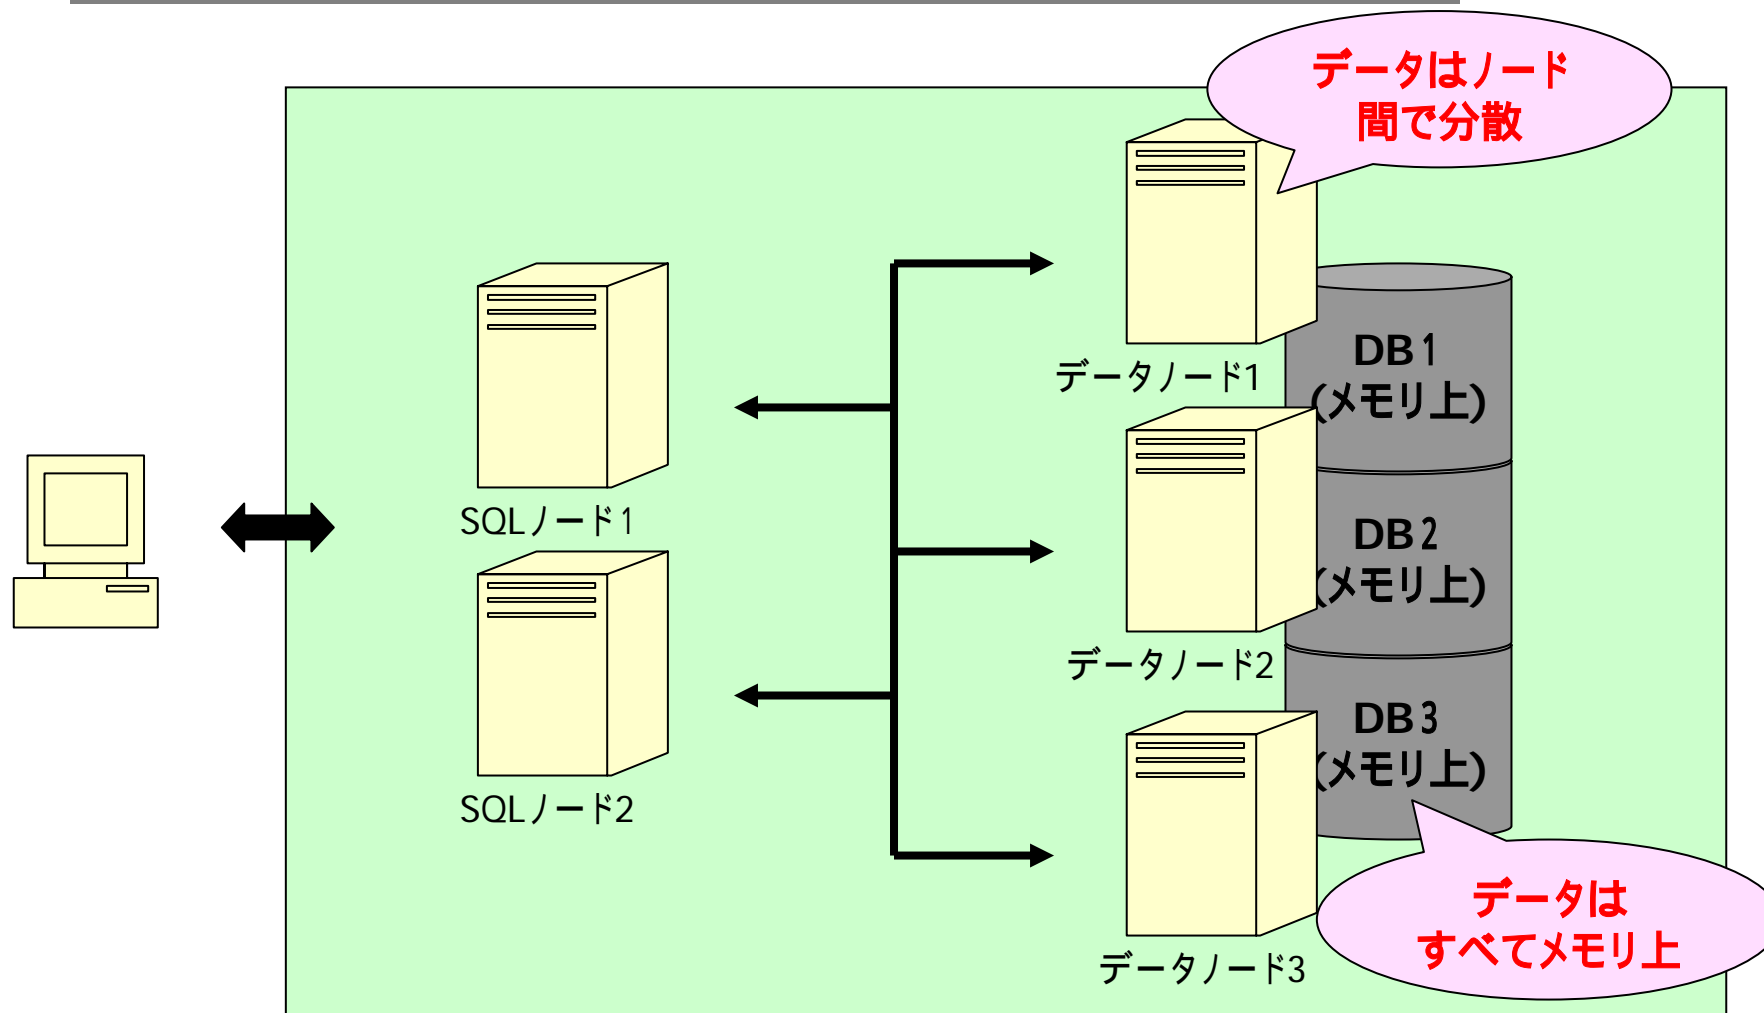 データはノード
間で分散
データノード1
DB1
(メモリ上)
SQLノード1
DB2
(メモリ上)
データノード2
DB3
(メモリ上)
SQLノード2
データは
すべてメモリ上
データノード3